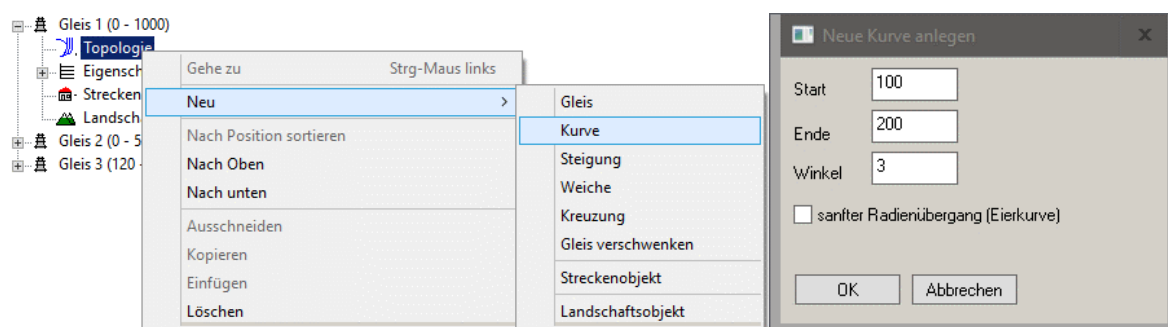 Gleis 1 (0 - 1000)
Topologie
Eigensch
Strecken
Landsch
Gleis 2 (0 - 5
Gleis 3 (120 -
Gehe zu Strg-Maus links
Neu >
Nach Position sortieren
Nach Oben
Nach unten
Ausschneiden
Kopieren
Einfügen
Löschen
Gleis
Kurve
Steigung
Weiche
Kreuzung
Gleis verschwenken
Streckenobjekt
Landschaftsobjekt
Neue Kurve anlegen x
Start 100
Ende 200
Winkel 3
sanfter Radienübergang (Eierkurve)
OK Abbrechen